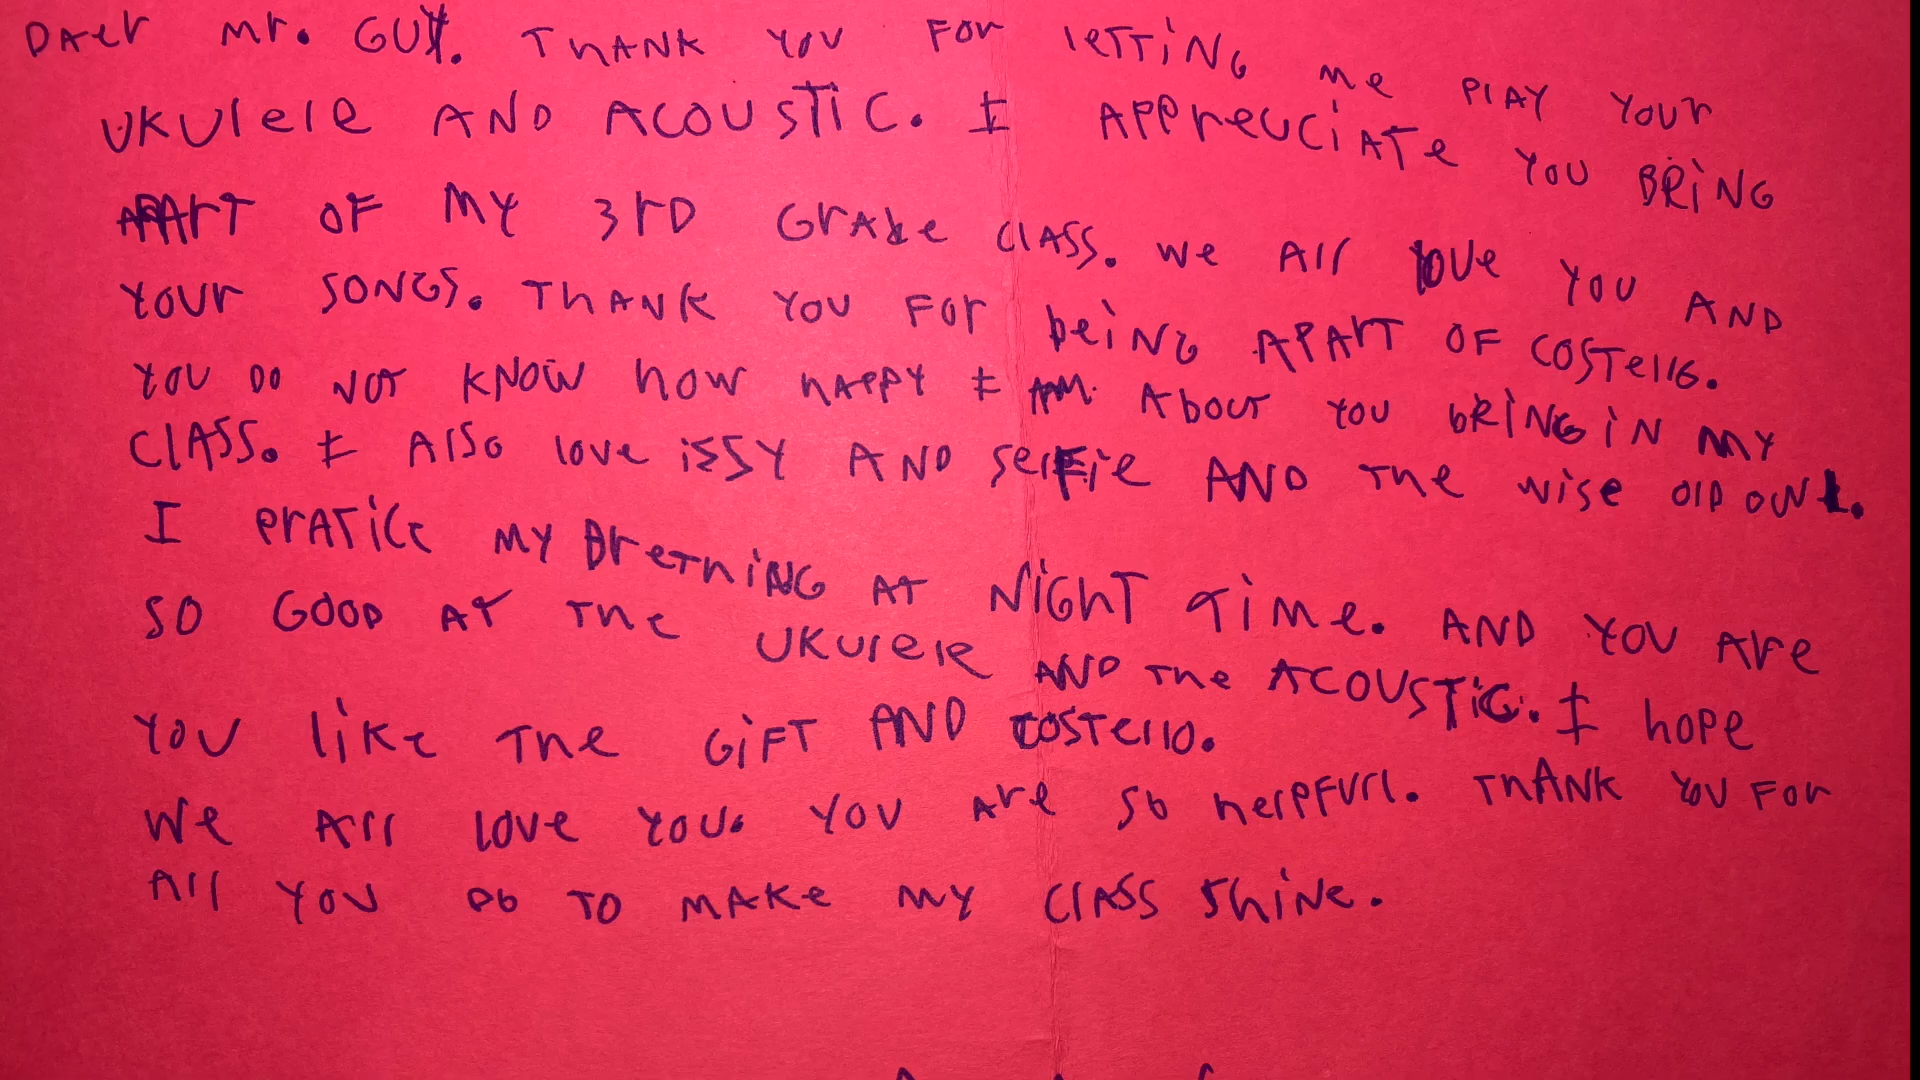 DAer Mr. GUY. THANK YOU FOr leTTiNG Me PlAY YOUr
UKUlele AND ACOUSTIC. I APPreuCiATe YOU BRiNG
APArT OF MY 3rD GrADe ClASS. We All lOVe YOU AND
YOUr SONGS. THANK YOU FOr beiNG APArT OF COSTellO.
YOU DO NOT KNOW hOW hAPPY I AM. AbOUT YOU bRiNGiNG MY
ClASS. I AlSO lOVe iSSY AND SelFie AND The WiSe OlD OWL.
I PrATiCe MY BreThiNG AT NiGhT TiMe. AND YOU Are
SO GOOD AT The UKUlele AND The ACOUSTiC. I hOPe
YOU liKe The GiFT AND COSTellO.
We All lOVe YOU. YOU Are SO helPFUll. ThANK YOU FOr
All YOU DO TO MAKe MY ClASS ShiNe.